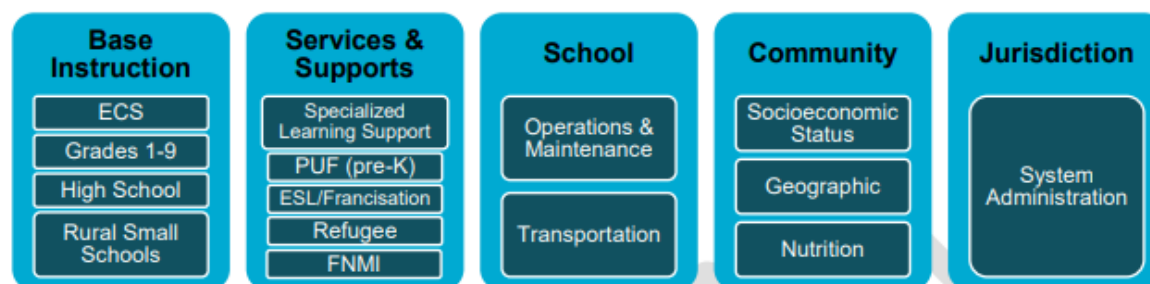 Base
Instruction
ECS
Grades 1-9
High School
Rural Small
Schools
Services &
Supports
Specialized
Learning Support
PUF (pre-K)
ESL/Francisation
Refugee
FNMI
School
Operations &
Maintenance
Transportation
Community
Socioeconomic
Status
Geographic
Nutrition
Jurisdiction
System
Administration